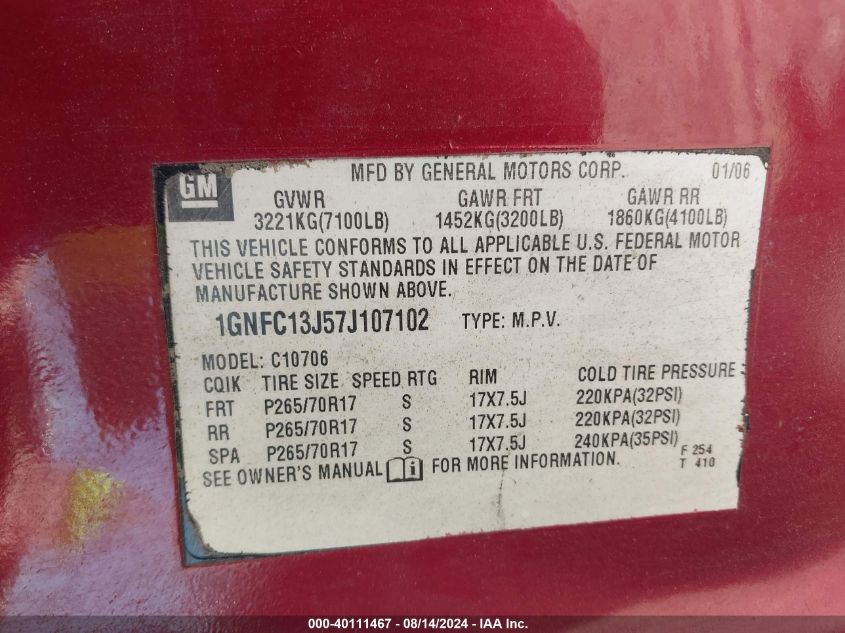 GM
MFD BY GENERAL MOTORS CORP. 01/06
GVWR GAWR FRT GAWR RR
3221KG(7100LB) 1452KG(3200LB) 1860KG(4100LB)
THIS VEHICLE CONFORMS TO ALL APPLICABLE U.S. FEDERAL MOTOR
VEHICLE SAFETY STANDARDS IN EFFECT ON THE DATE OF
MANUFACTURE SHOWN ABOVE.
1GNFC13J57J107102 TYPE: M.P.V.
MODEL: C10706
CQIK TIRE SIZE SPEED RTG RIM COLD TIRE PRESSURE
FRT P265/70R17 S 17X7.5J 220KPA(32PSI)
RR P265/70R17 S 17X7.5J 220KPA(32PSI)
SPA P265/70R17 S 17X7.5J 240KPA(35PSI)
SEE OWNER'S MANUAL FOR MORE INFORMATION.
F 254
T 410
000-40111467 - 08/14/2024 - IAA Inc.